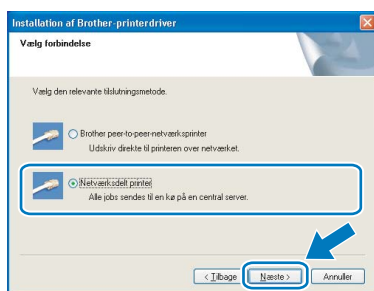 Installation af Brother-printerdriver
Vælg forbindelse
Vælg den relevante tilslutningsmetode.
Brother peer-to-peer-netværksprinter
Udskriv direkte til printeren over netværket.
Netværksdelt printer
Alle jobs sendes til en kø på en central server.
< Tilbage Næste > Annuller